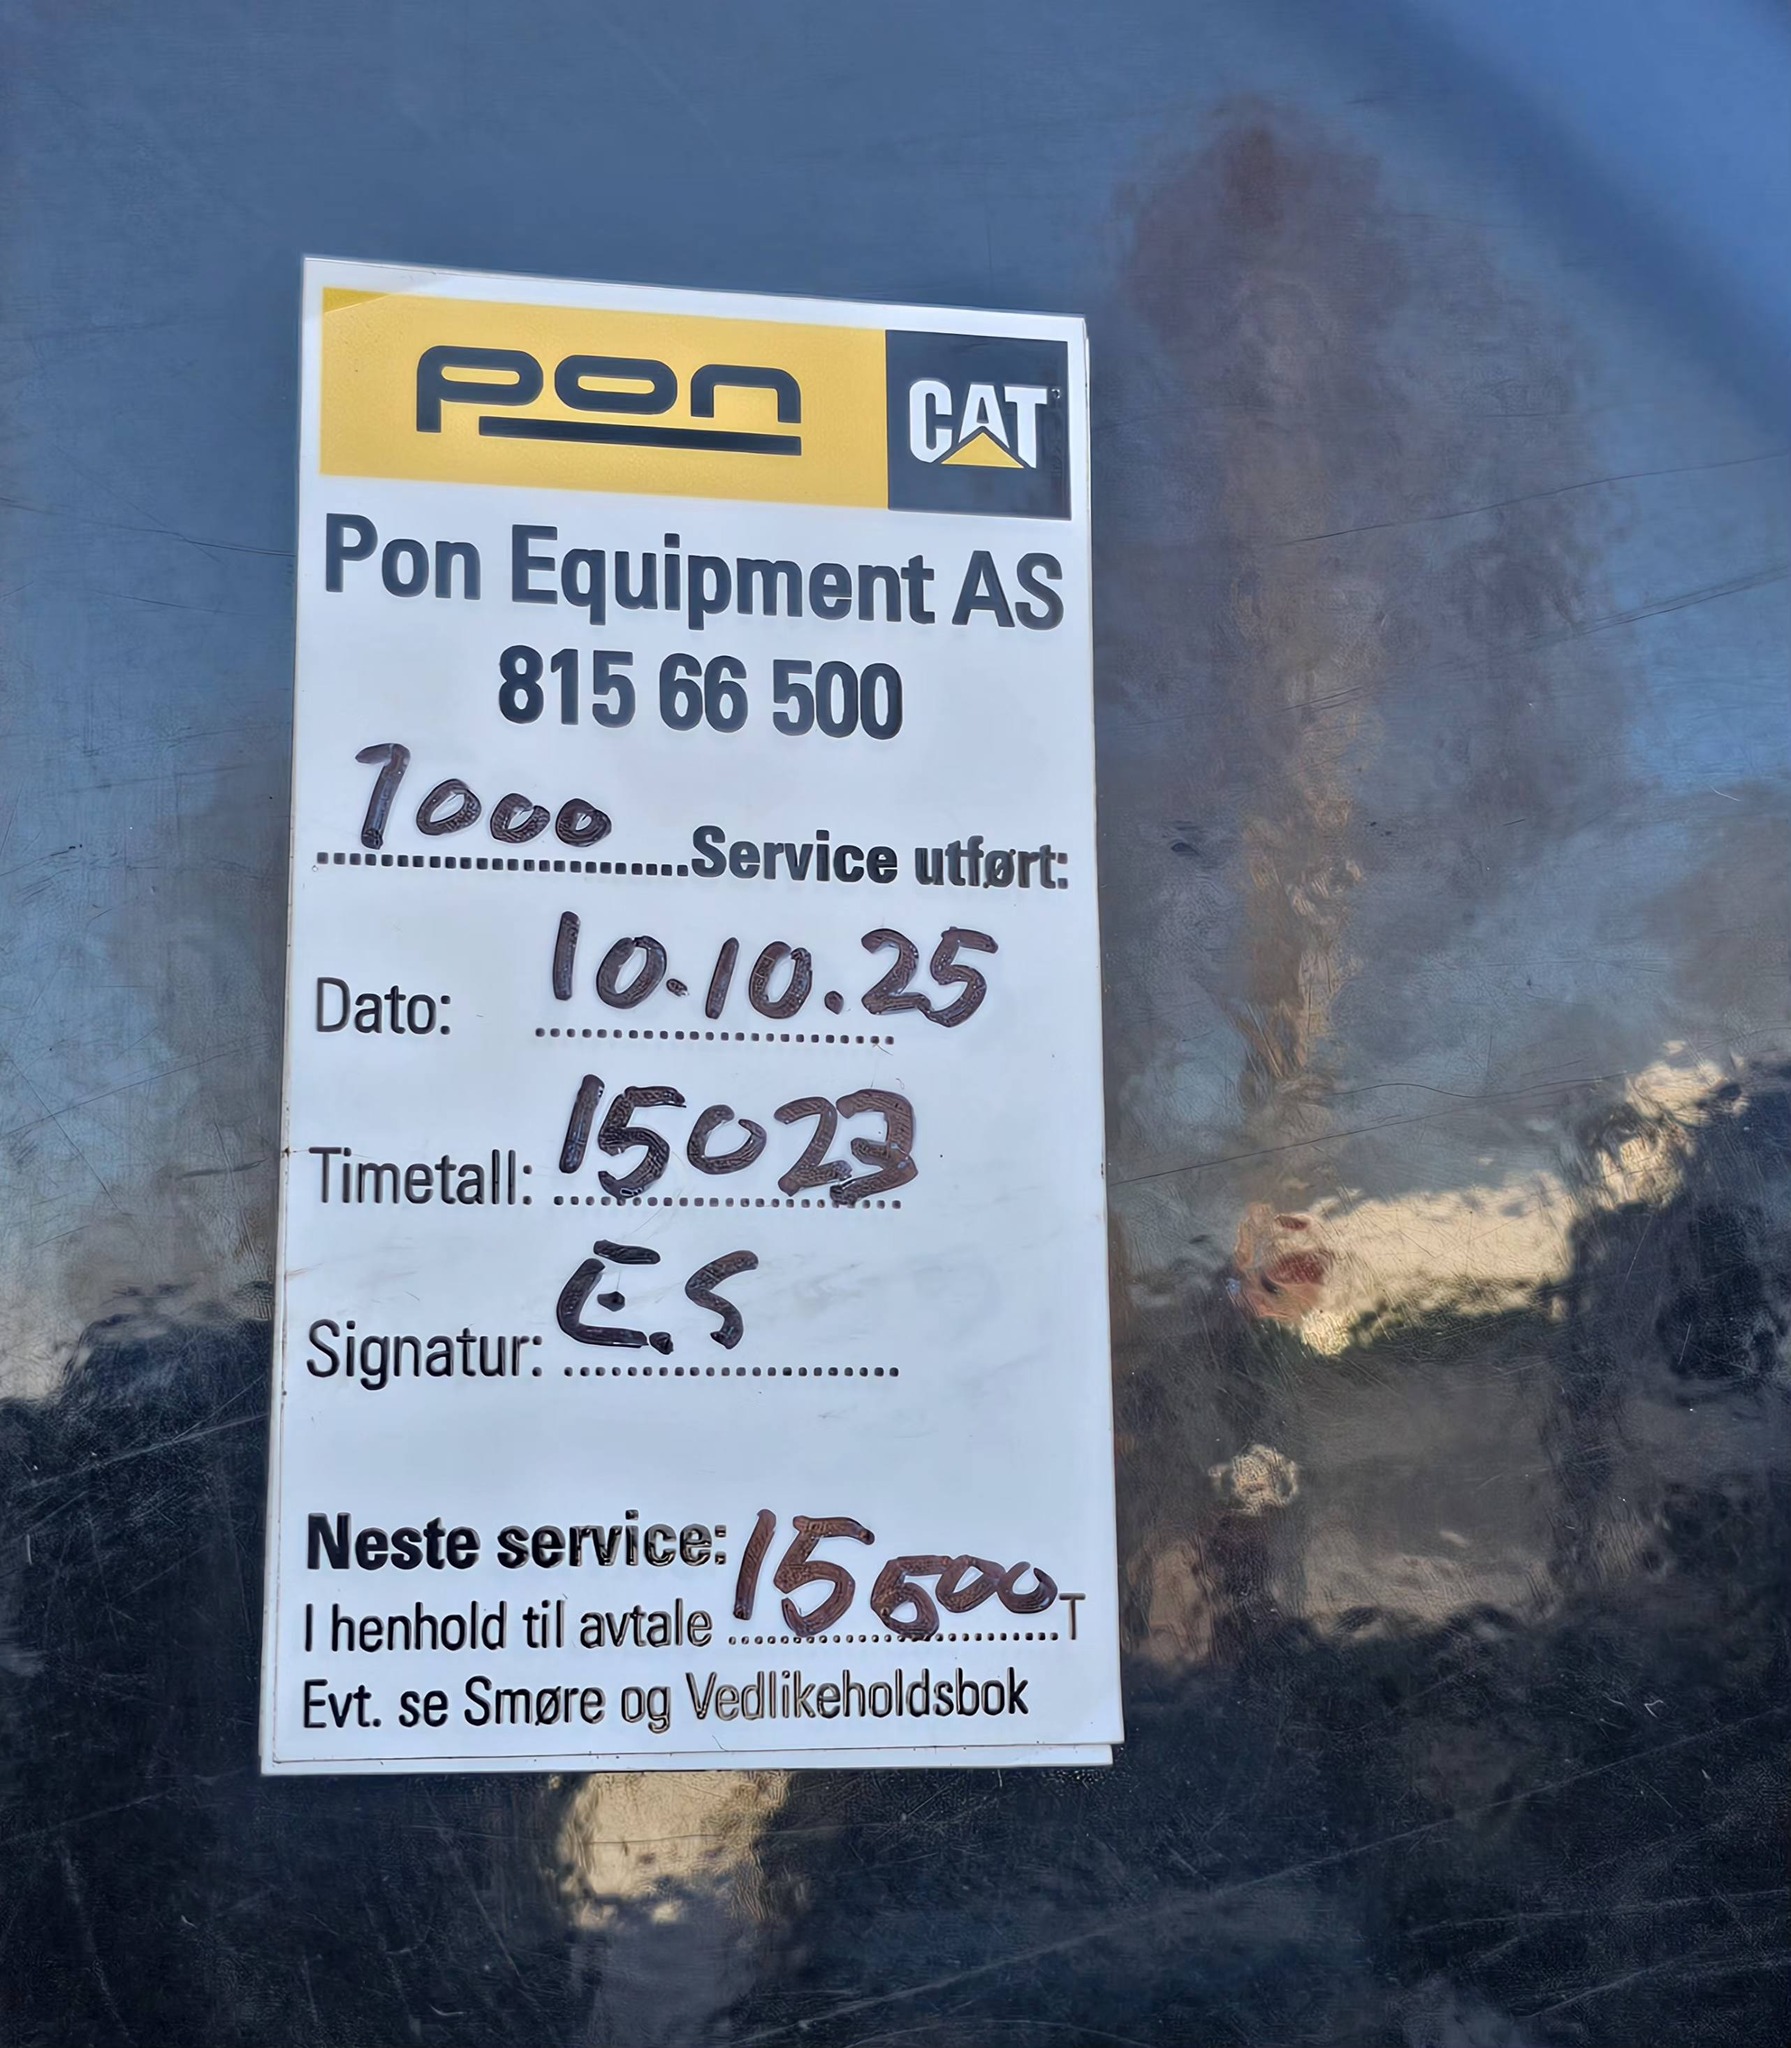 pon CAT
Pon Equipment AS
815 66 500
1000 Service utført:
Dato: 10.10.25
Timetall: 15023
Signatur: E.S
Neste service: 15500 T
I henhold til avtale
Evt. se Smøre og Vedlikeholdsbok